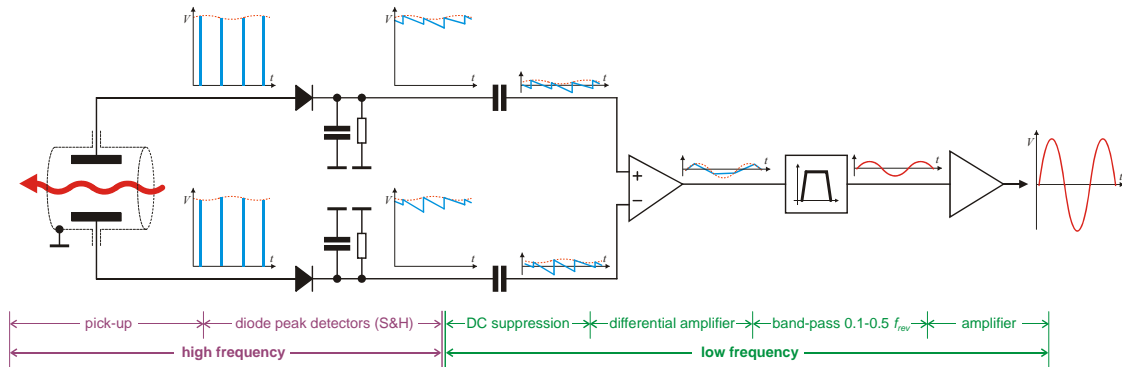 V
t
V
t
t
V
t
V
t
t
+
−
t
t
V
t
pick-up
diode peak detectors (S&H)
DC suppression
differential amplifier
band-pass 0.1-0.5 f_rev
amplifier
high frequency
low frequency